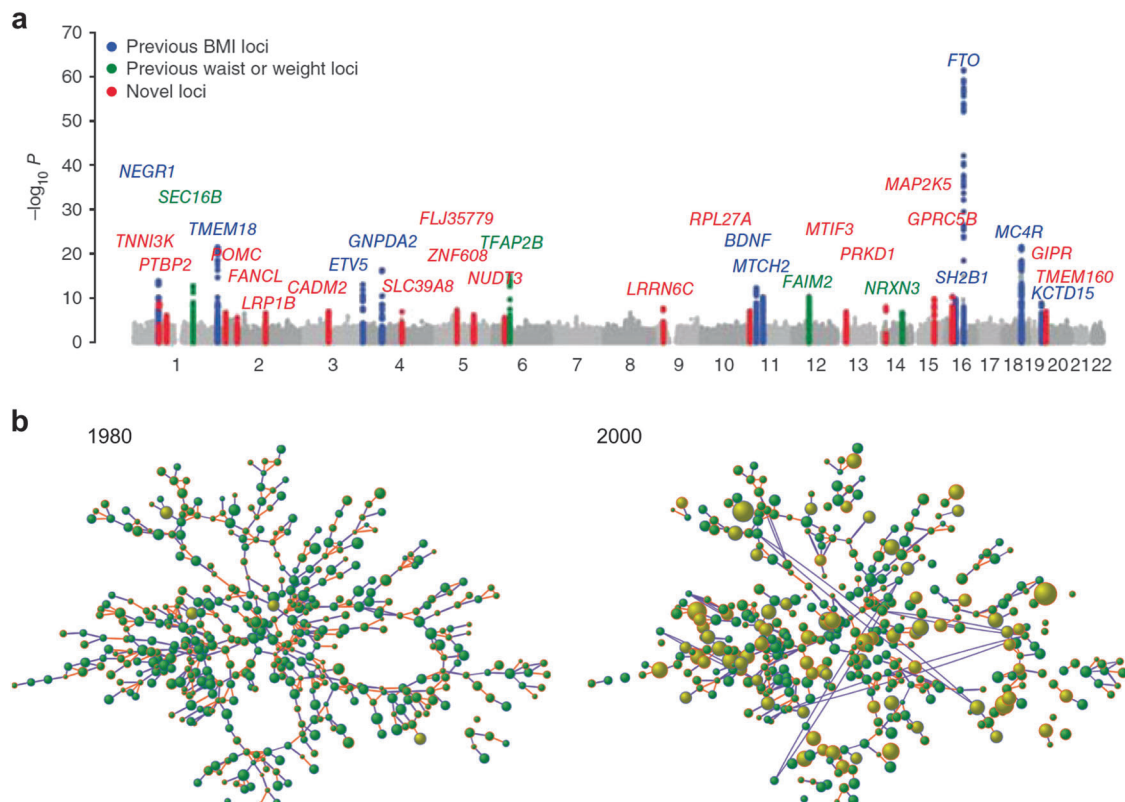 a
70
60
50
40
30
20
10
0
–log10 P
Previous BMI loci
Previous waist or weight loci
Novel loci
FTO
NEGR1
SEC16B
MAP2K5
TMEM18
FLJ35779
RPL27A
MTIF3
GPRC5B
TNNI3K
POMC
GNPDA2
TFAP2B
BDNF
MC4R
PTBP2
FANCL
ETV5
ZNF608
MTCH2
PRKD1
GIPR
LRP1B
CADM2
SLC39A8
NUDT3
LRRN6C
FAIM2
NRXN3
SH2B1
TMEM160
KCTD15
1 2 3 4 5 6 7 8 9 10 11 12 13 14 15 16 17 18 19 20 21 22
b
1980
2000